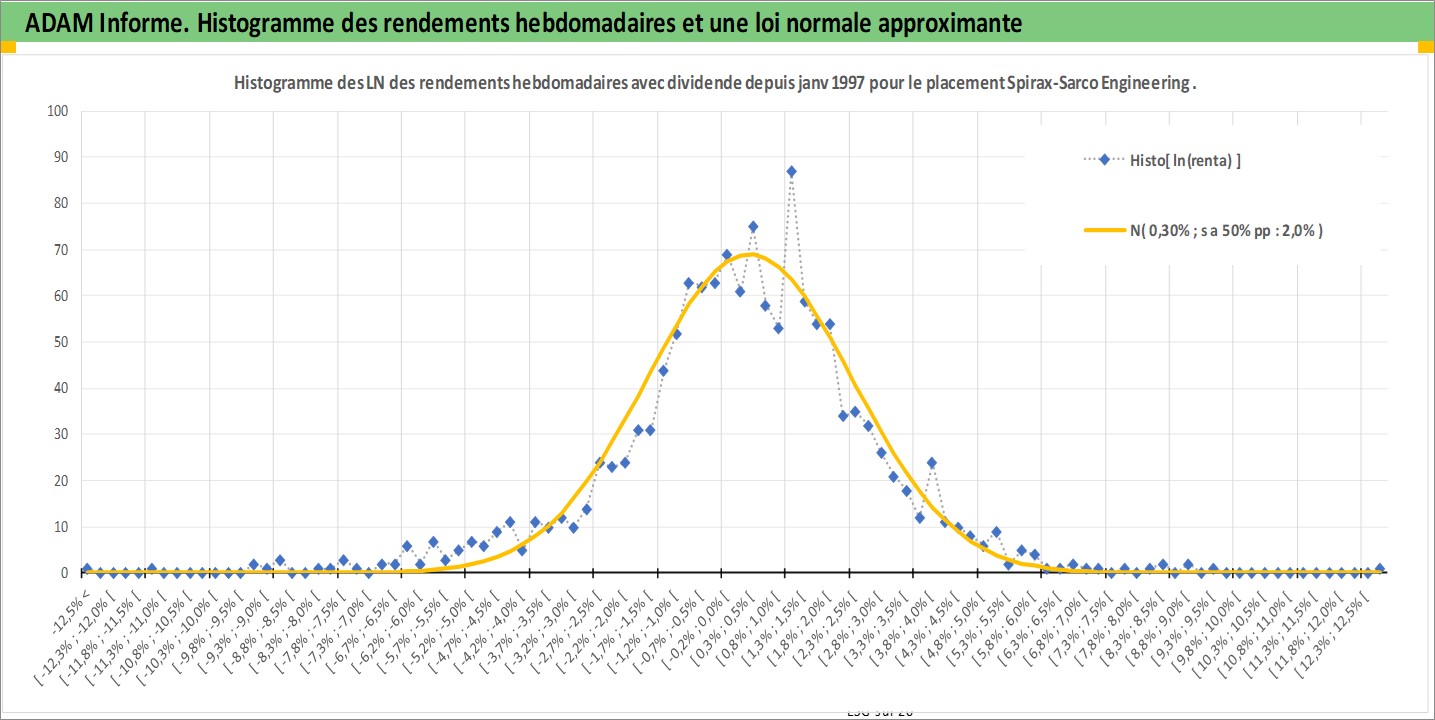 ADAM Informe. Histogramme des rendements hebdomadaires et une loi normale approximante
Histogramme des LN des rendements hebdomadaires avec dividende depuis janv 1997 pour le placement Spirax-Sarco Engineering .
100
90
80
70
60
50
40
30
20
10
0
Histo[ ln(renta) ]
N( 0,30% ; s a 50% pp : 2,0% )
-12,5% <
[ -12,3% ; -12,0% [
[ -11,8% ; -11,5% [
[ -11,3% ; -11,0% [
[ -10,8% ; -10,5% [
[ -10,3% ; -10,0% [
[ -9,8% ; -9,5% [
[ -9,3% ; -9,0% [
[ -8,8% ; -8,5% [
[ -8,3% ; -8,0% [
[ -7,8% ; -7,5% [
[ -7,3% ; -7,0% [
[ -6,7% ; -6,5% [
[ -6,2% ; -6,0% [
[ -5,7% ; -5,5% [
[ -5,2% ; -5,0% [
[ -4,7% ; -4,5% [
[ -4,2% ; -4,0% [
[ -3,7% ; -3,5% [
[ -3,2% ; -3,0% [
[ -2,7% ; -2,5% [
[ -2,2% ; -2,0% [
[ -1,7% ; -1,5% [
[ -1,2% ; -1,0% [
[ -0,7% ; -0,5% [
[ -0,2% ; 0,0% [
[ 0,3% ; 0,5% [
[ 0,8% ; 1,0% [
[ 1,3% ; 1,5% [
[ 1,8% ; 2,0% [
[ 2,3% ; 2,5% [
[ 2,8% ; 3,0% [
[ 3,3% ; 3,5% [
[ 3,8% ; 4,0% [
[ 4,3% ; 4,5% [
[ 4,8% ; 5,0% [
[ 5,3% ; 5,5% [
[ 5,8% ; 6,0% [
[ 6,3% ; 6,5% [
[ 6,8% ; 7,0% [
[ 7,3% ; 7,5% [
[ 7,8% ; 8,0% [
[ 8,3% ; 8,5% [
[ 8,8% ; 9,0% [
[ 9,3% ; 9,5% [
[ 9,8% ; 10,0% [
[ 10,3% ; 10,5% [
[ 10,8% ; 11,0% [
[ 11,3% ; 11,5% [
[ 11,8% ; 12,0% [
[ 12,3% ; 12,5% [